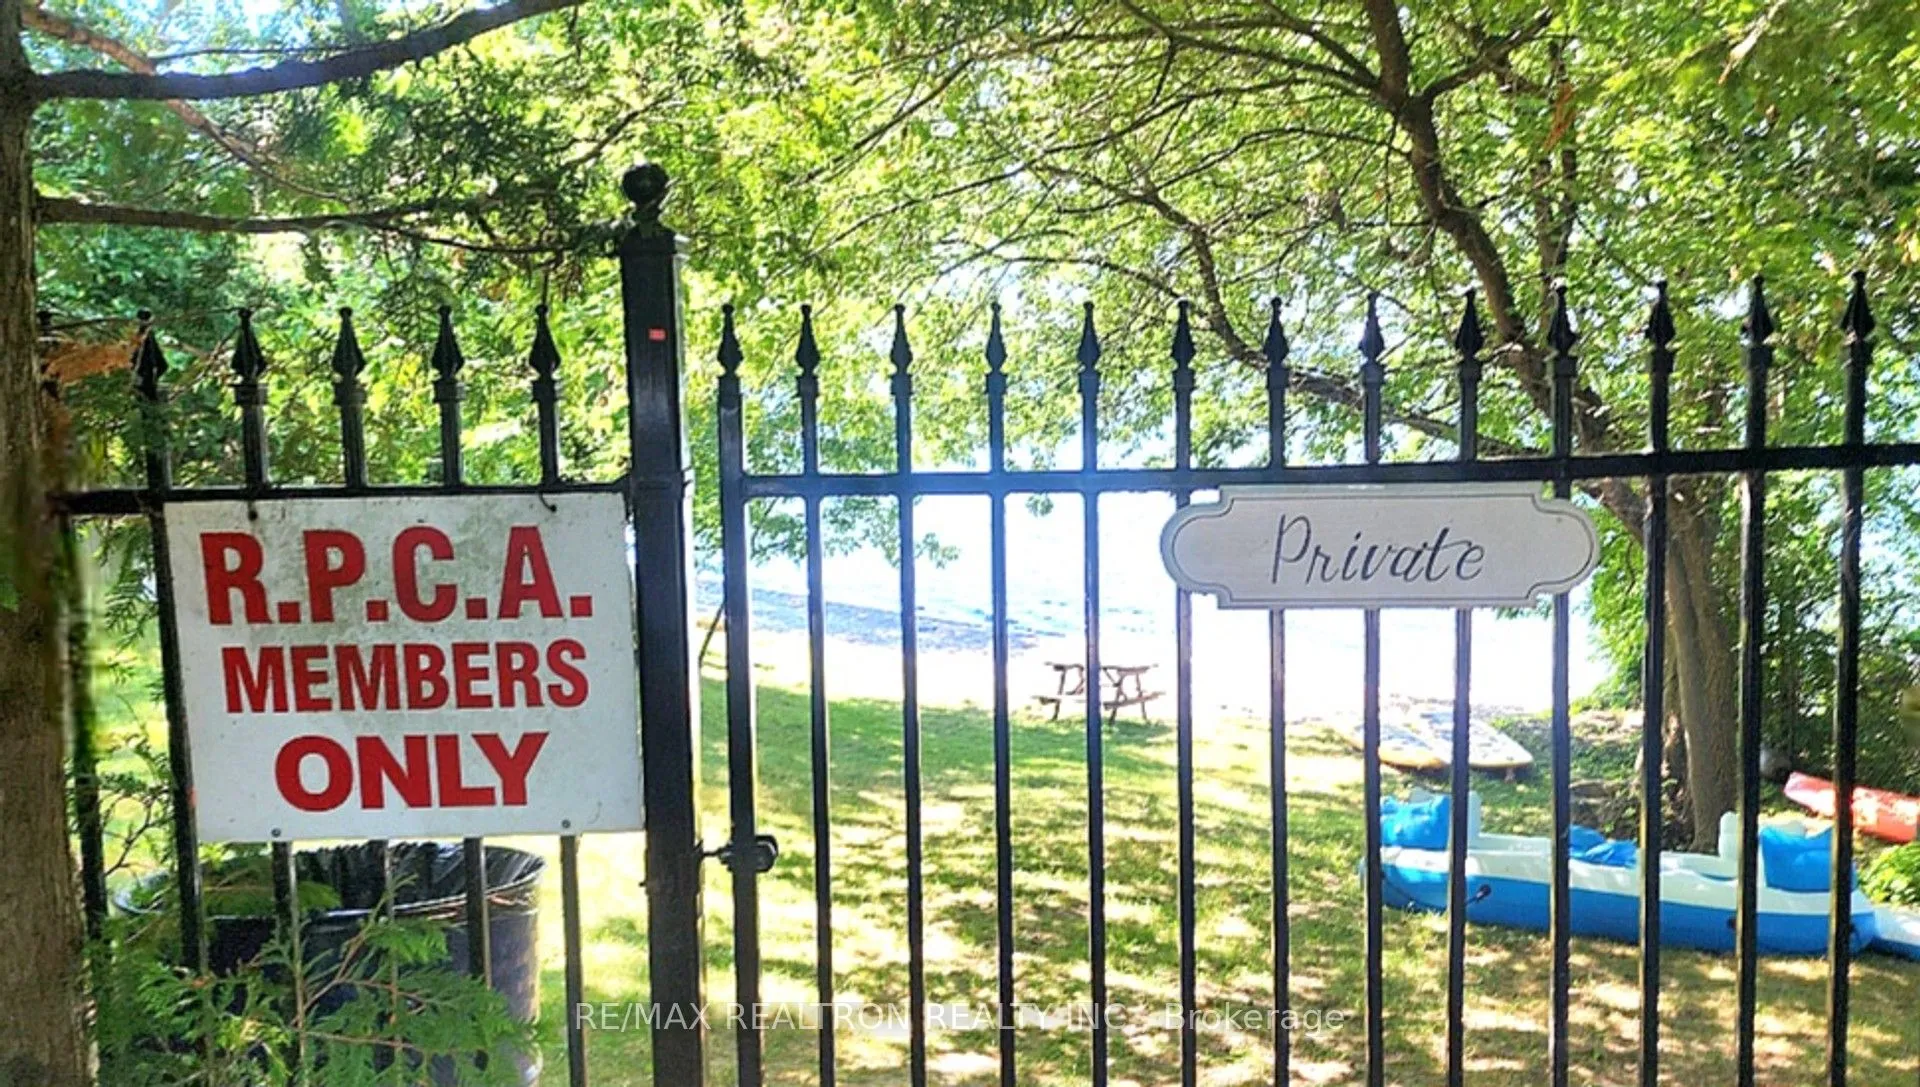 R.P.C.A.
MEMBERS
ONLY
Private
RE/MAX REALTRON REALTY INC., Brokerage